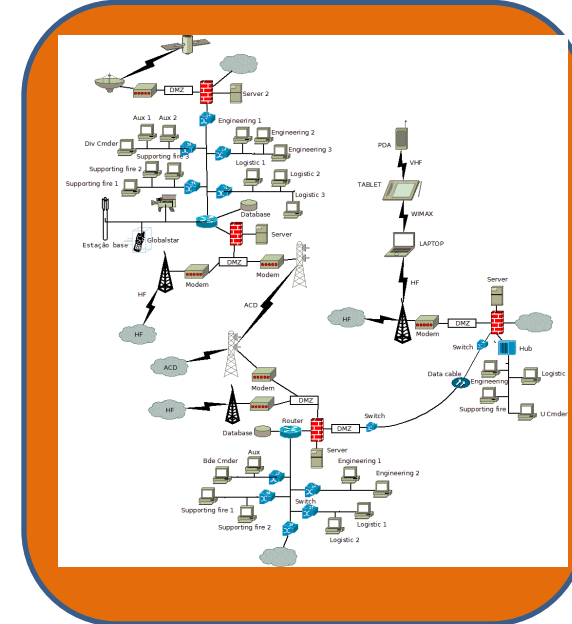 DMZ
Server 2
Engineering 1
Aux 1
Aux 2
Div Cmder
Engineering 2
Engineering 3
Supporting fire 3
Supporting fire 2
Supporting fire 1
Logistic 1
Logistic 2
Logistic 3
Database
Estação base
Globalistar
Server
DMZ
Modem
Modem
HF
HF
ACD
ACD
HF
Modem
DMZ
Database
Router
DMZ
Switch
Server
Aux
Bde Cmder
Engineering 1
Engineering 2
Supporting fire 1
Supporting fire 2
Switch
Logistic 1
Logistic 2
PDA
VHF
TABLET
WIMAX
LAPTOP
HF
Server
HF
Modem
DMZ
Switch
Hub
Data cable
Engineering
Logistic
Supporting fire
U Cmder